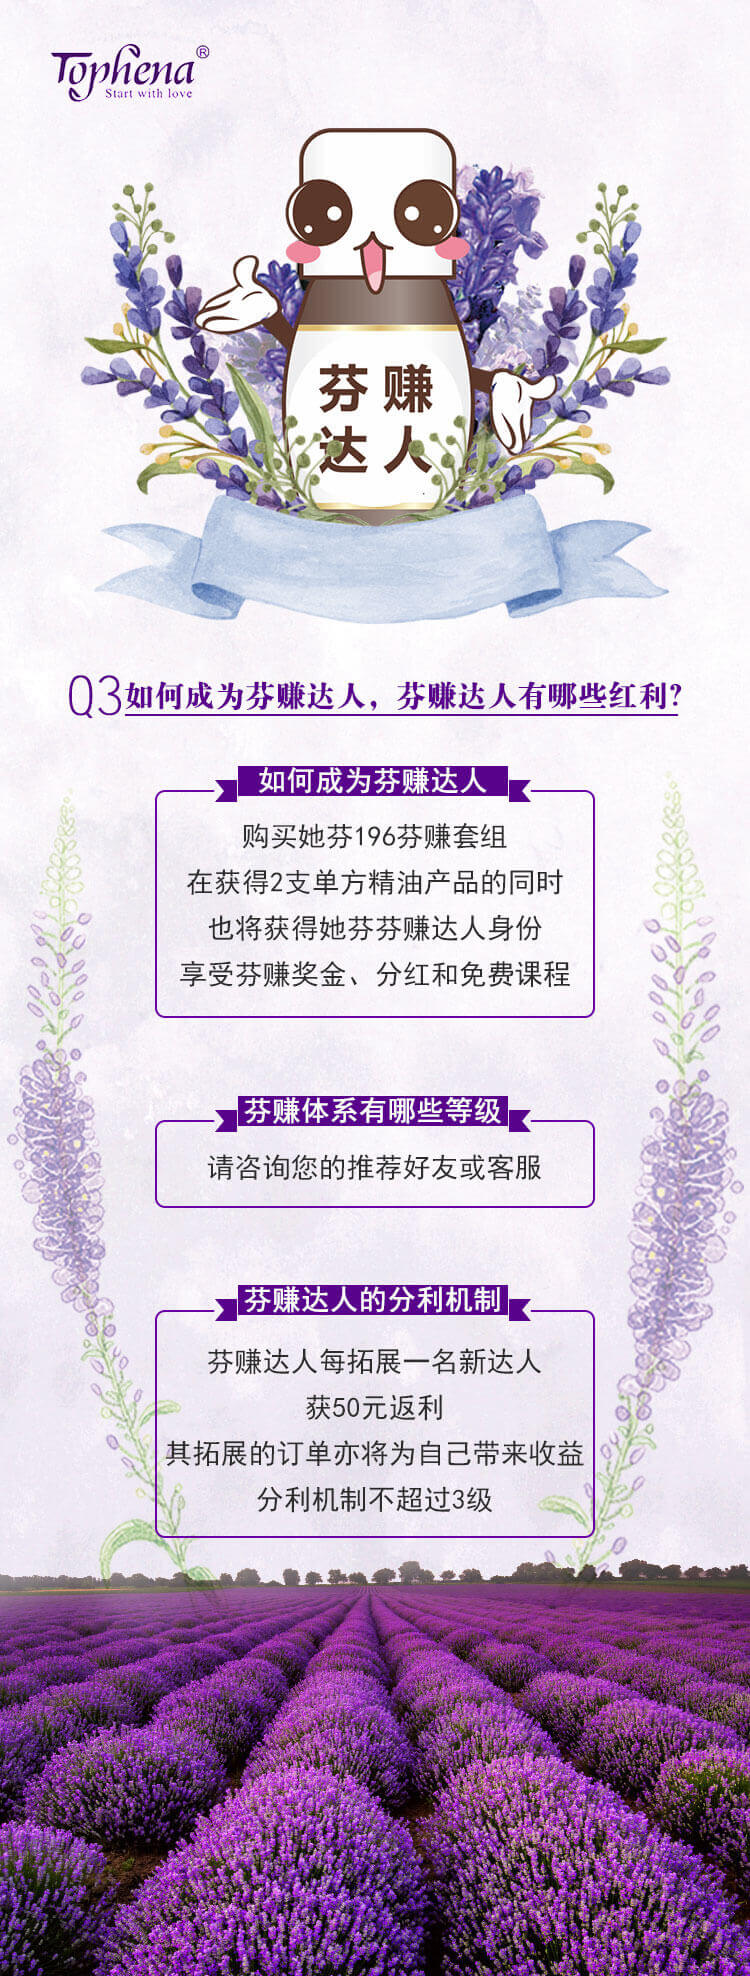 Tophena®
Start with love
芬赚
达人
Q3如何成为芬赚达人，芬赚达人有哪些红利?
如何成为芬赚达人
购买她芬196芬赚套组
在获得2支单方精油产品的同时
也将获得她芬芬赚达人身份
享受芬赚奖金、分红和免费课程
芬赚体系有哪些等级
请咨询您的推荐好友或客服
芬赚达人的分利机制
芬赚达人每拓展一名新达人
获50元返利
其拓展的订单亦将为自己带来收益
分利机制不超过3级